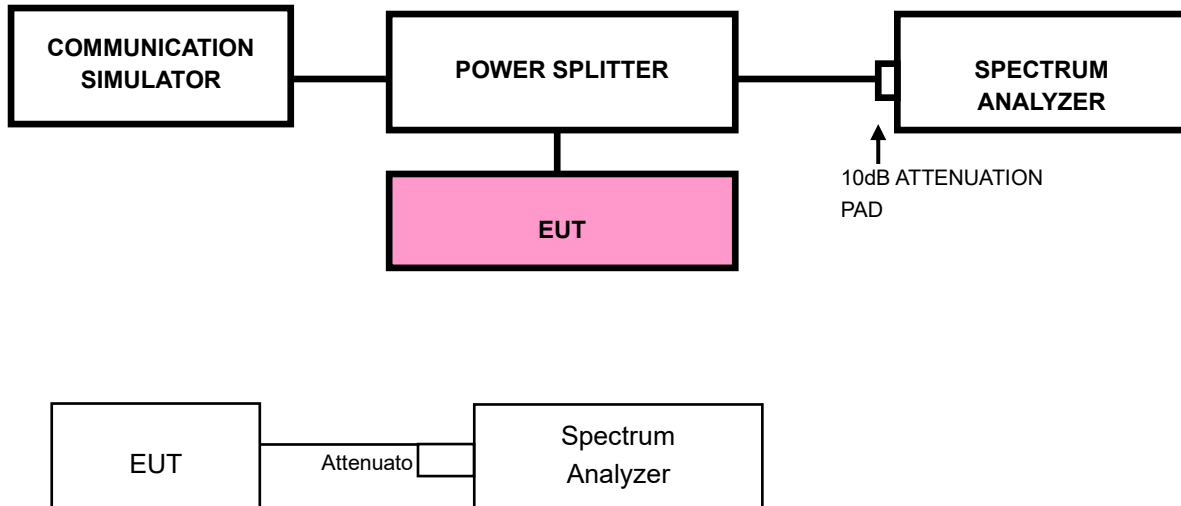 COMMUNICATION
SIMULATOR
POWER SPLITTER
SPECTRUM
ANALYZER
10dB ATTENUATION
PAD
EUT
EUT
Attenuato
Spectrum
Analyzer